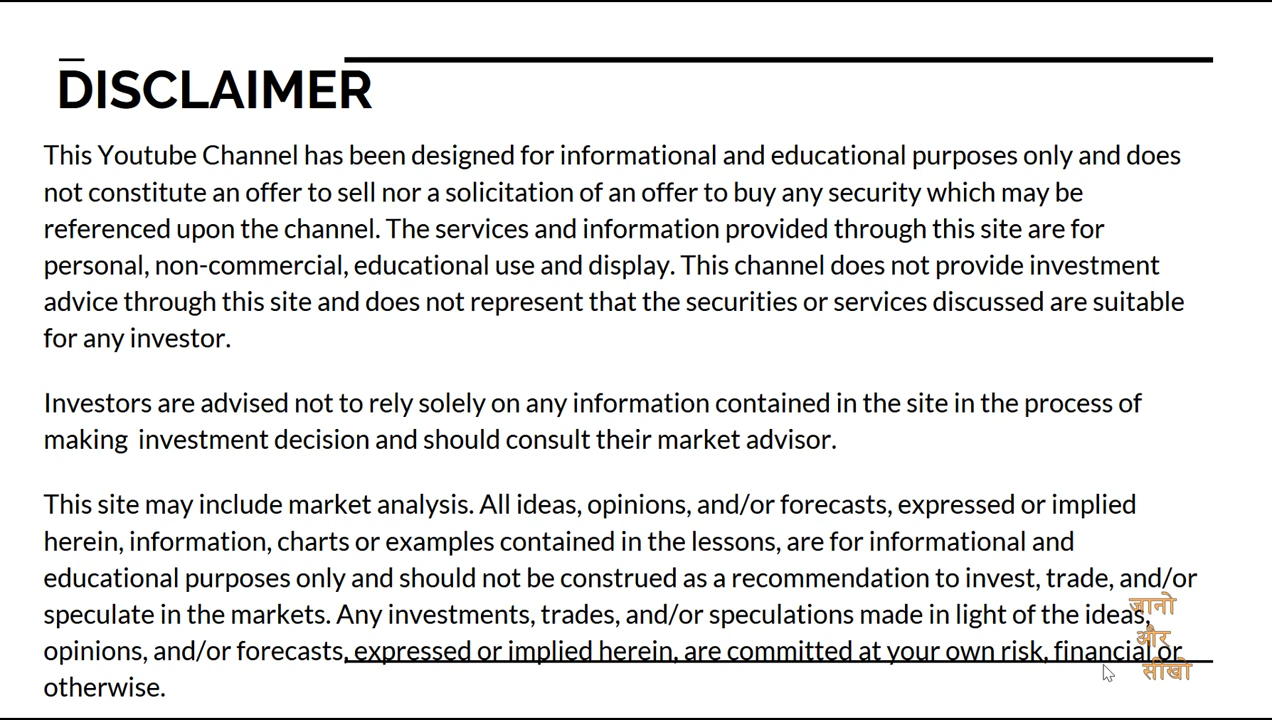 DISCLAIMER
This Youtube Channel has been designed for informational and educational purposes only and does
not constitute an offer to sell nor a solicitation of an offer to buy any security which may be
referenced upon the channel. The services and information provided through this site are for
personal, non-commercial, educational use and display. This channel does not provide investment
advice through this site and does not represent that the securities or services discussed are suitable
for any investor.
Investors are advised not to rely solely on any information contained in the site in the process of
making investment decision and should consult their market advisor.
This site may include market analysis. All ideas, opinions, and/or forecasts, expressed or implied
herein, information, charts or examples contained in the lessons, are for informational and
educational purposes only and should not be construed as a recommendation to invest, trade, and/or
speculate in the markets. Any investments, trades, and/or speculations made in light of the ideas,
opinions, and/or forecasts, expressed or implied herein, are committed at your own risk, financial or
otherwise.
जानो
और
सीखो